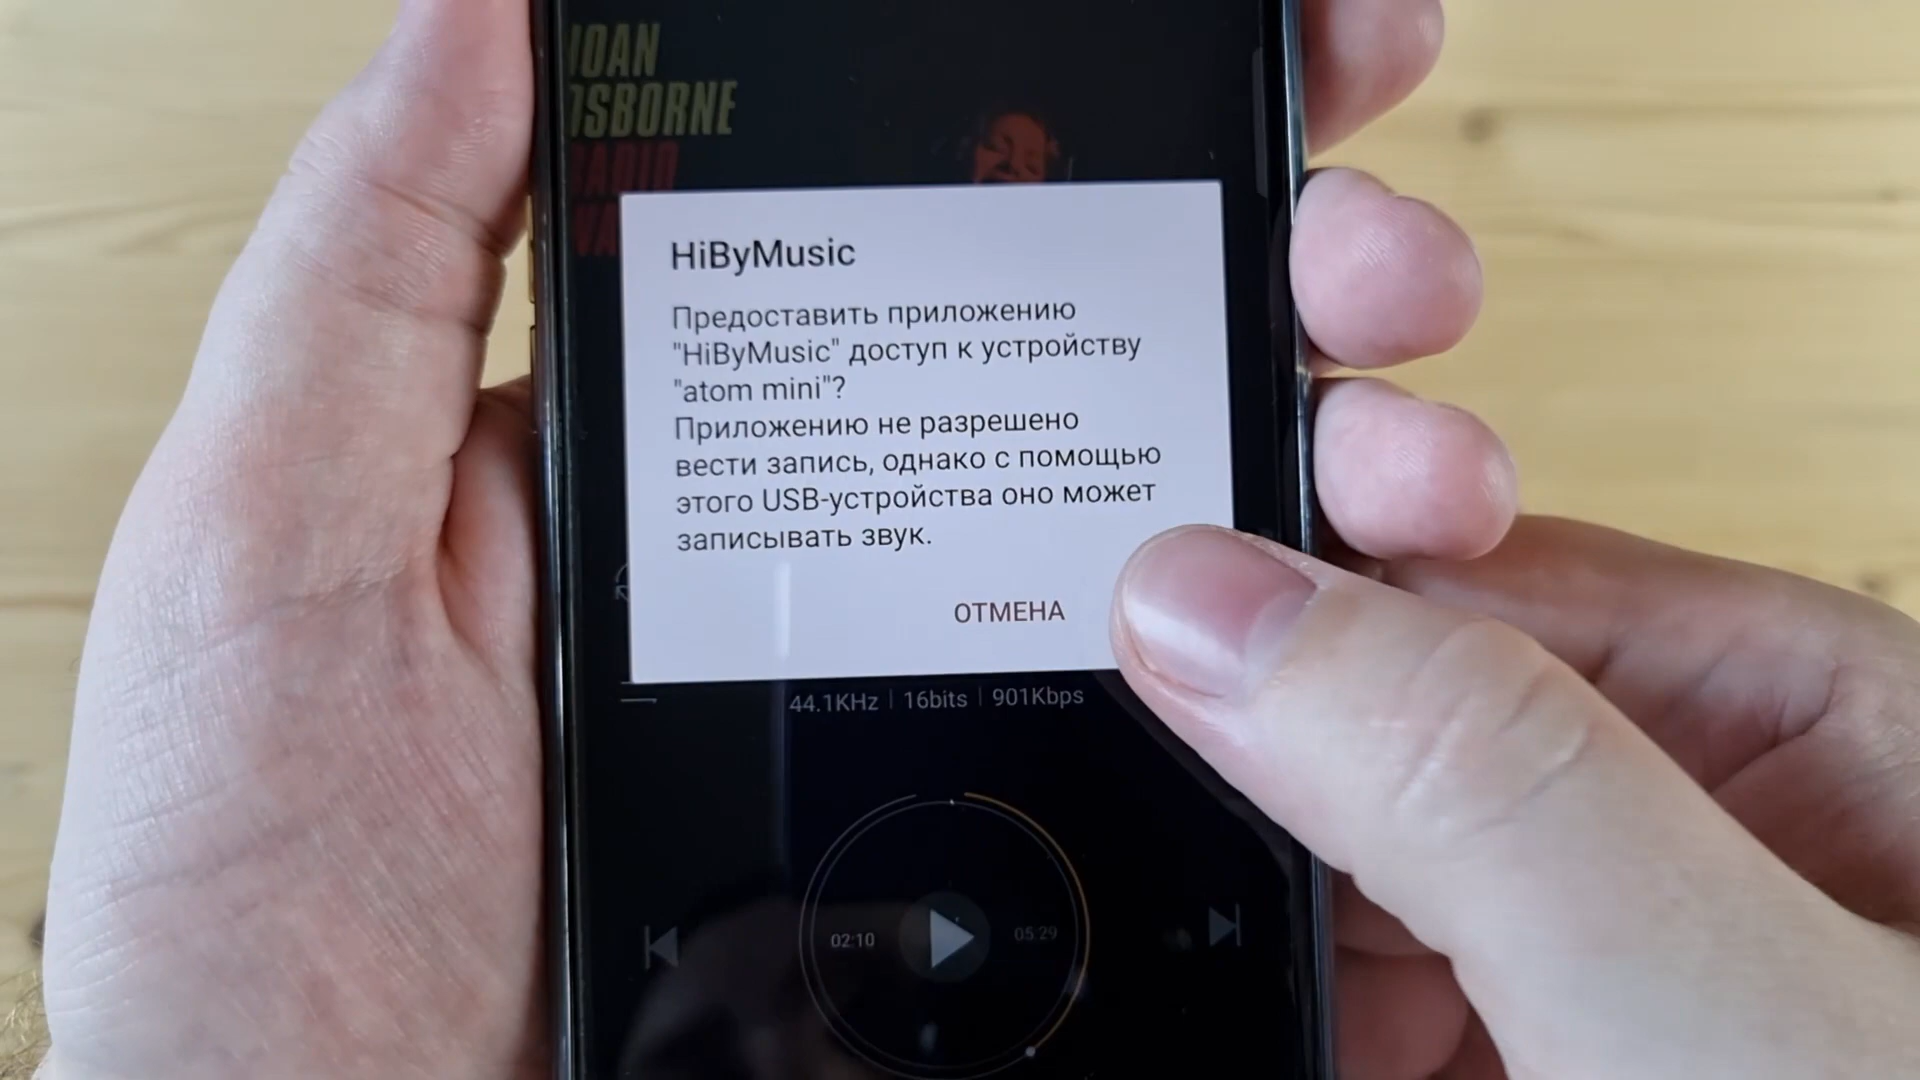 JOAN
OSBORNE
RADIO
HiByMusic
Предоставить приложению
"HiByMusic" доступ к устройству
"atom mini"?
Приложению не разрешено
вести запись, однако с помощью
этого USB-устройства оно может
записывать звук.
ОТМЕНА
44.1KHz | 16bits | 901Kbps
02:10
05:29